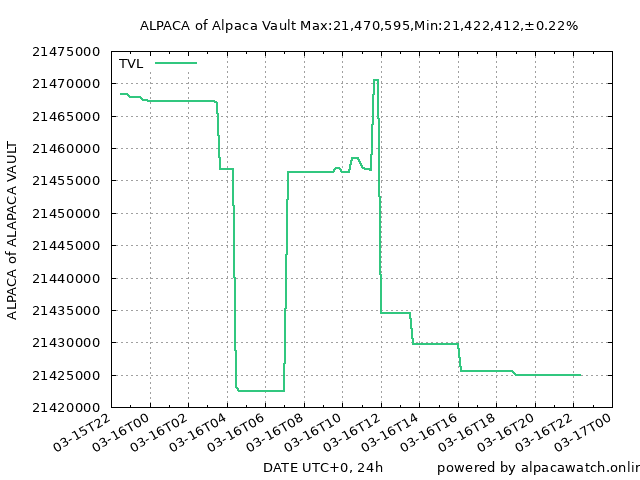 ALPACA of Alpaca Vault Max:21,470,595,Min:21,422,412,±0.22%
ALPACA of ALAPACA VAULT
21475000
21470000
21465000
21460000
21455000
21450000
21445000
21440000
21435000
21430000
21425000
21420000
TVL
03-15T22
03-16T00
03-16T02
03-16T04
03-16T06
03-16T08
03-16T10
03-16T12
03-16T14
03-16T16
03-16T18
03-16T20
03-16T22
03-17T00
DATE UTC+0, 24h
powered by alpacawatch.onlin